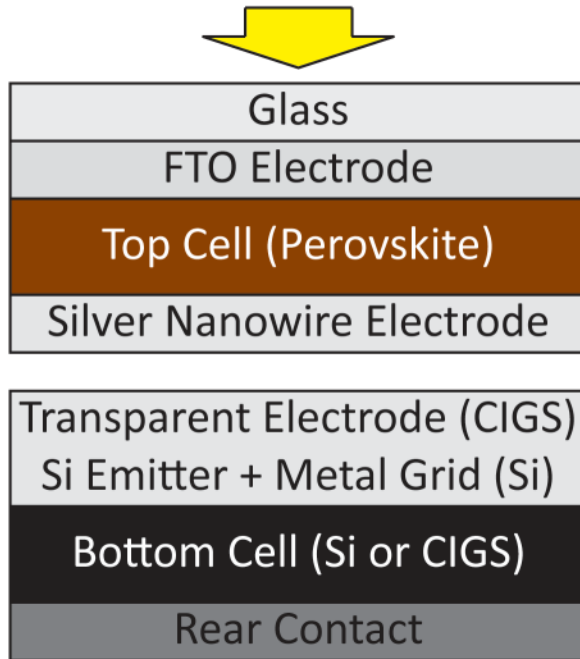 Glass
FTO Electrode
Top Cell (Perovskite)
Silver Nanowire Electrode
Transparent Electrode (CIGS)
Si Emitter + Metal Grid (Si)
Bottom Cell (Si or CIGS)
Rear Contact